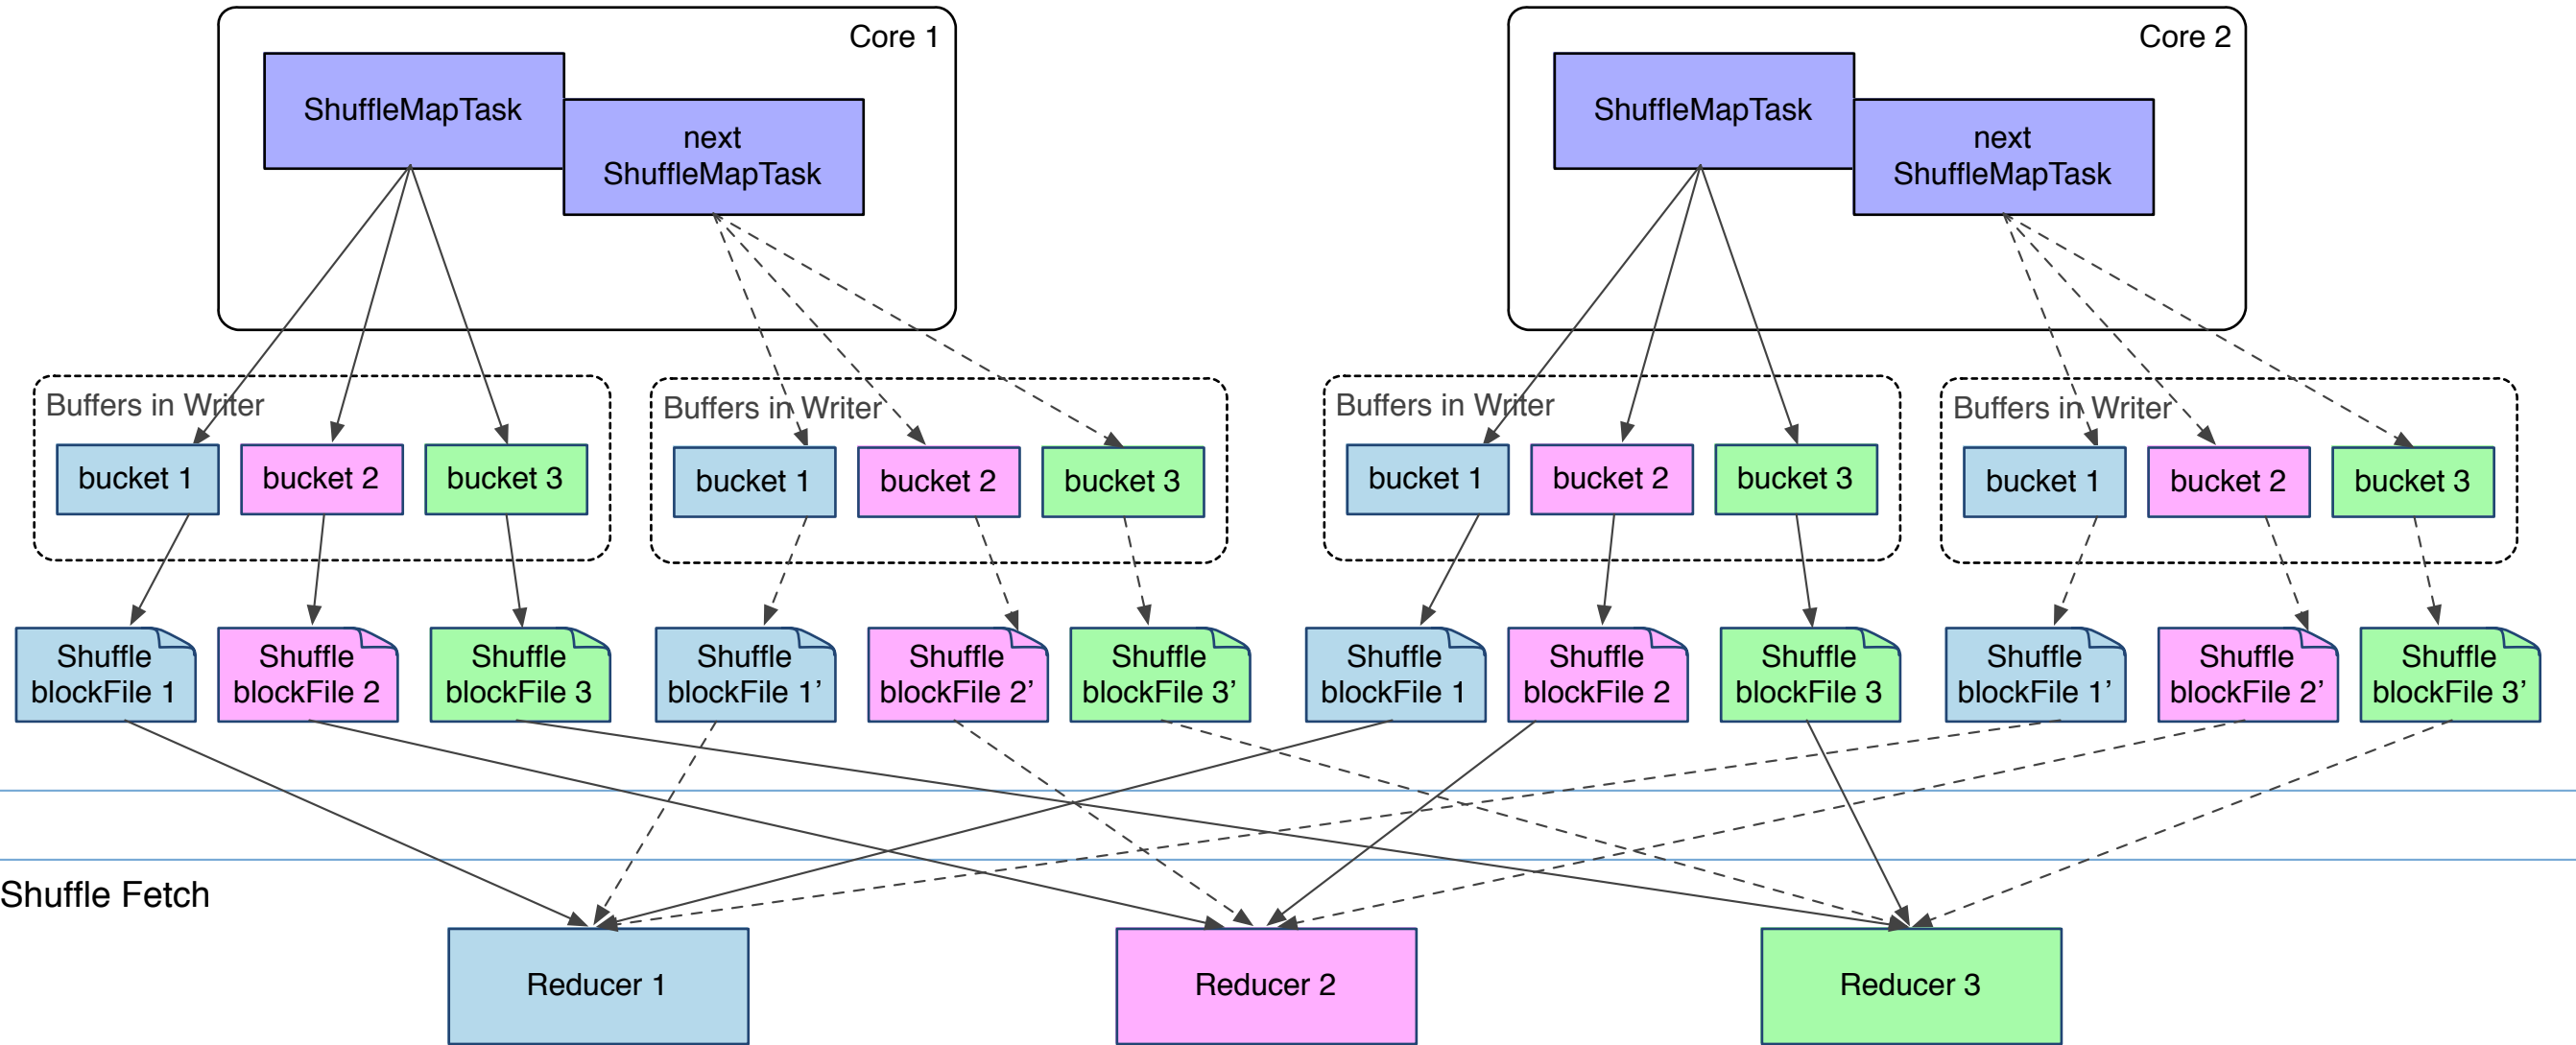 Core 1
ShuffleMapTask
next
ShuffleMapTask
Core 2
ShuffleMapTask
next
ShuffleMapTask
Buffers in Writer
bucket 1
bucket 2
bucket 3
Buffers in Writer
bucket 1
bucket 2
bucket 3
Buffers in Writer
bucket 1
bucket 2
bucket 3
Buffers in Writer
bucket 1
bucket 2
bucket 3
Shuffle
blockFile 1
Shuffle
blockFile 2
Shuffle
blockFile 3
Shuffle
blockFile 1’
Shuffle
blockFile 2’
Shuffle
blockFile 3’
Shuffle
blockFile 1
Shuffle
blockFile 2
Shuffle
blockFile 3
Shuffle
blockFile 1’
Shuffle
blockFile 2’
Shuffle
blockFile 3’
Shuffle Fetch
Reducer 1
Reducer 2
Reducer 3